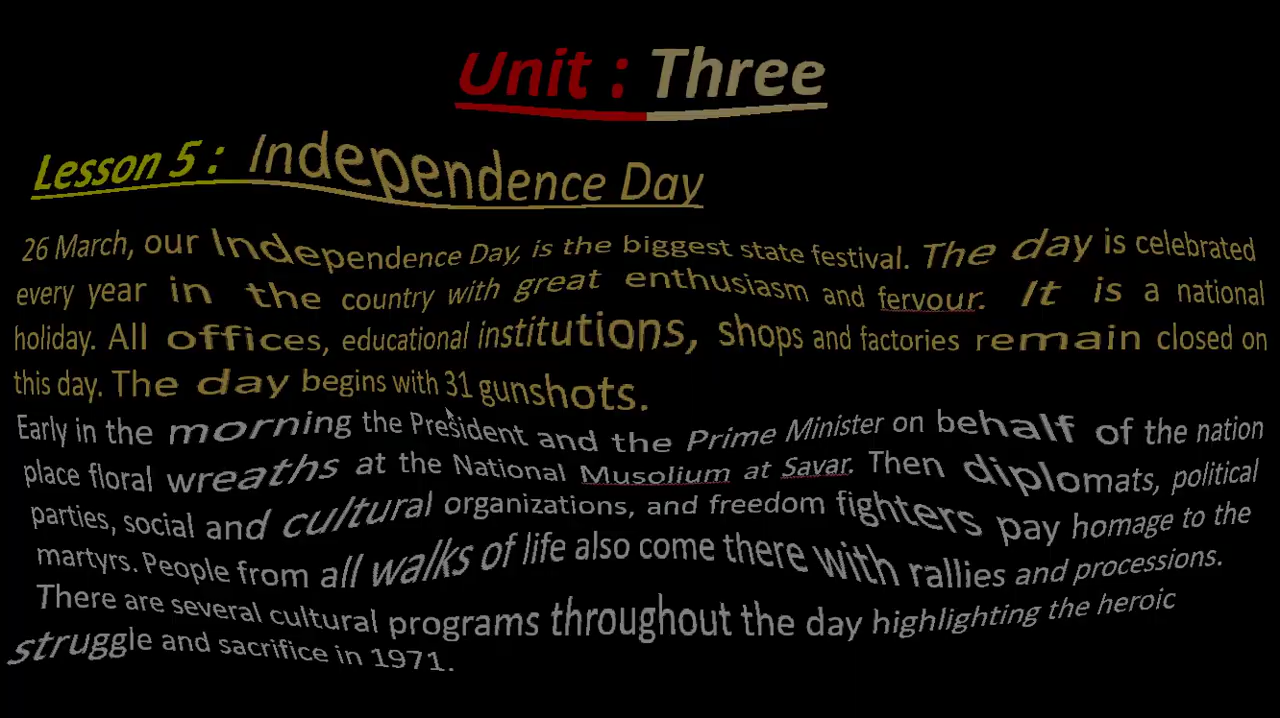 Unit : Three
Lesson 5 : Independence Day
26 March, our Independence Day, is the biggest state festival. The day is celebrated
every year in the country with great enthusiasm and fervour. It is a national
holiday. All offices, educational institutions, shops and factories remain closed on
this day. The day begins with 31 gunshots.
Early in the morning the President and the Prime Minister on behalf of the nation
place floral wreaths at the National Musolium at Savar. Then diplomats, political
parties, social and cultural organizations, and freedom fighters pay homage to the
martyrs. People from all walks of life also come there with rallies and processions.
There are several cultural programs throughout the day highlighting the heroic
struggle and sacrifice in 1971.